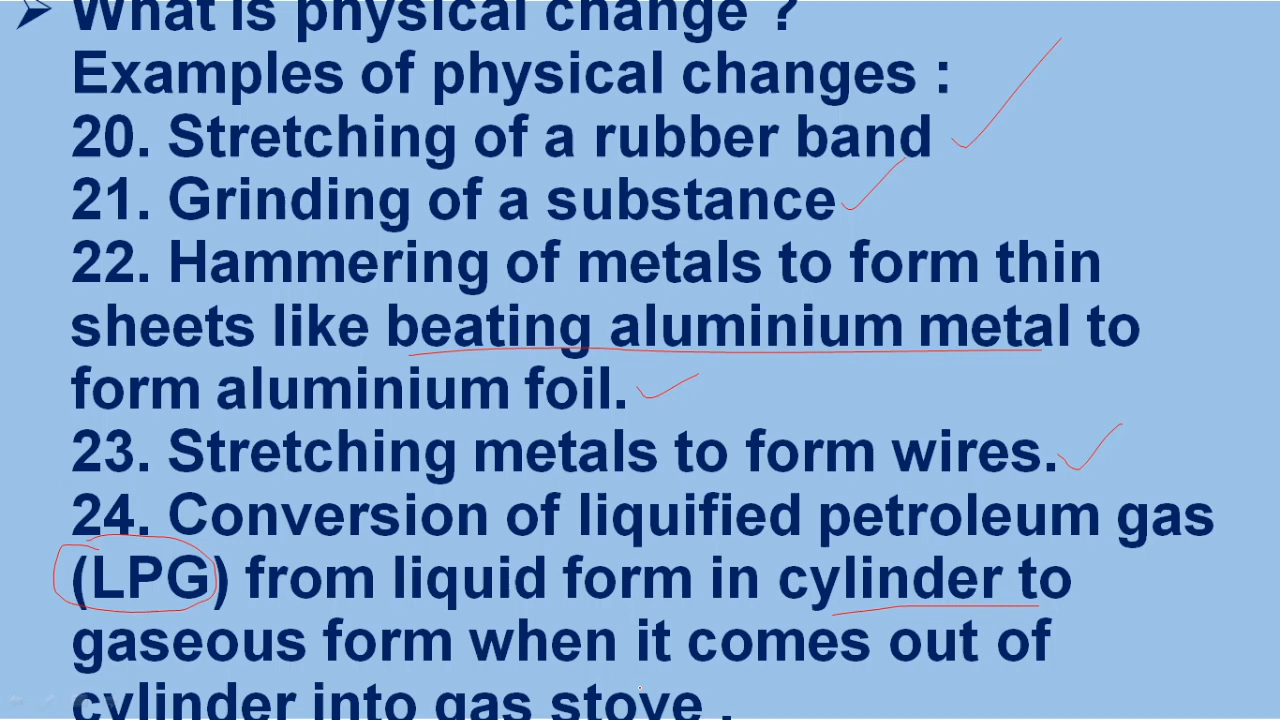 ➤ What is physical change ?
Examples of physical changes :
20. Stretching of a rubber band
21. Grinding of a substance
22. Hammering of metals to form thin
sheets like beating aluminium metal to
form aluminium foil.
23. Stretching metals to form wires.
24. Conversion of liquified petroleum gas
(LPG) from liquid form in cylinder to
gaseous form when it comes out of
cylinder into gas stove .